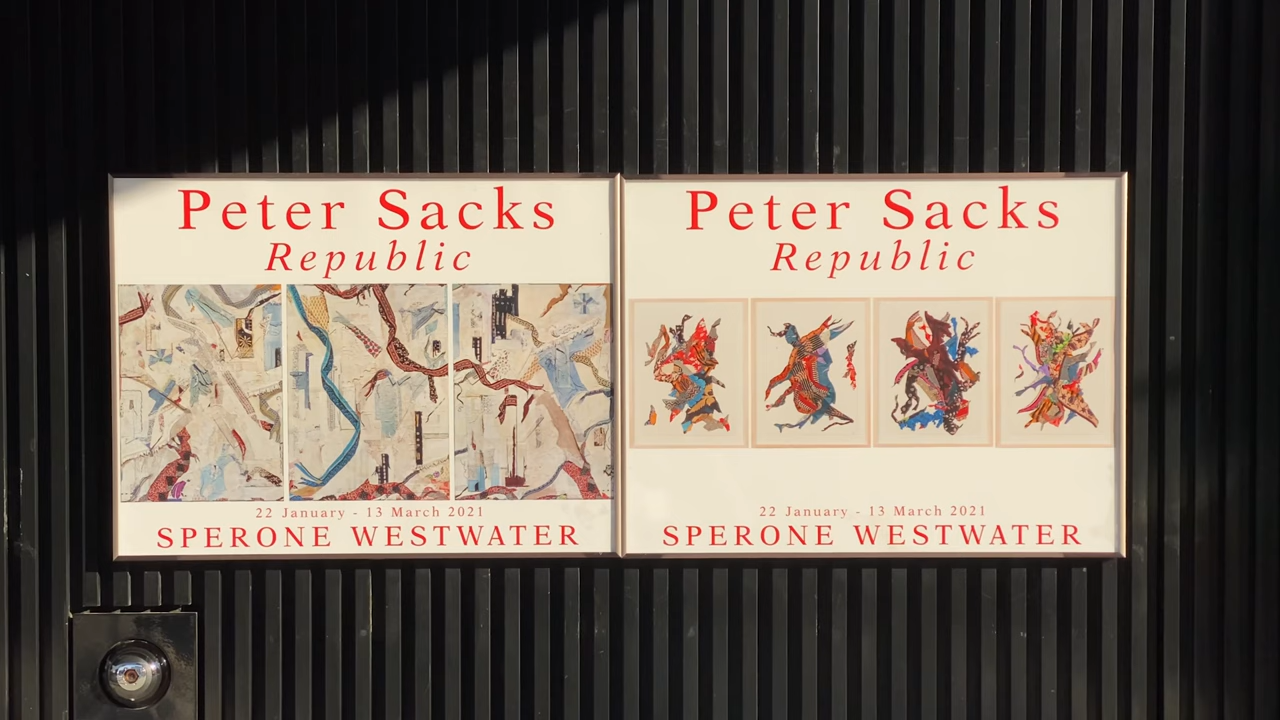 Peter Sacks
Republic
22 January - 13 March 2021
SPERONE WESTWATER
Peter Sacks
Republic
22 January - 13 March 2021
SPERONE WESTWATER